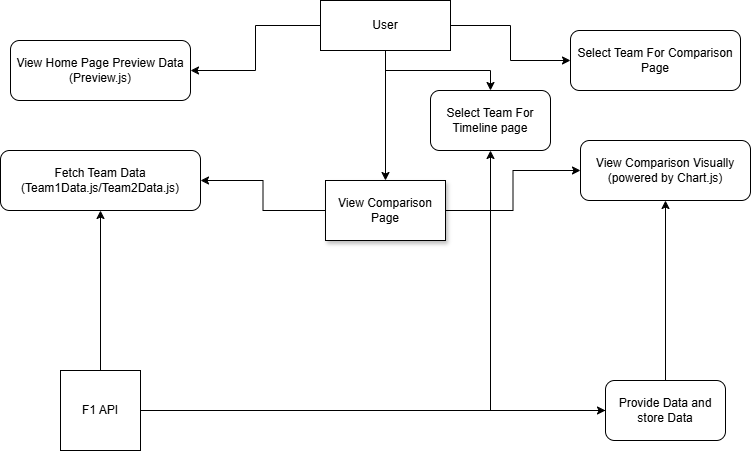 User
View Home Page Preview Data
(Preview.js)
Select Team For Comparison
Page
Select Team For
Timeline page
Fetch Team Data
(Team1Data.js/Team2Data.js)
View Comparison
Page
View Comparison Visually
(powered by Chart.js)
F1 API
Provide Data and
store Data